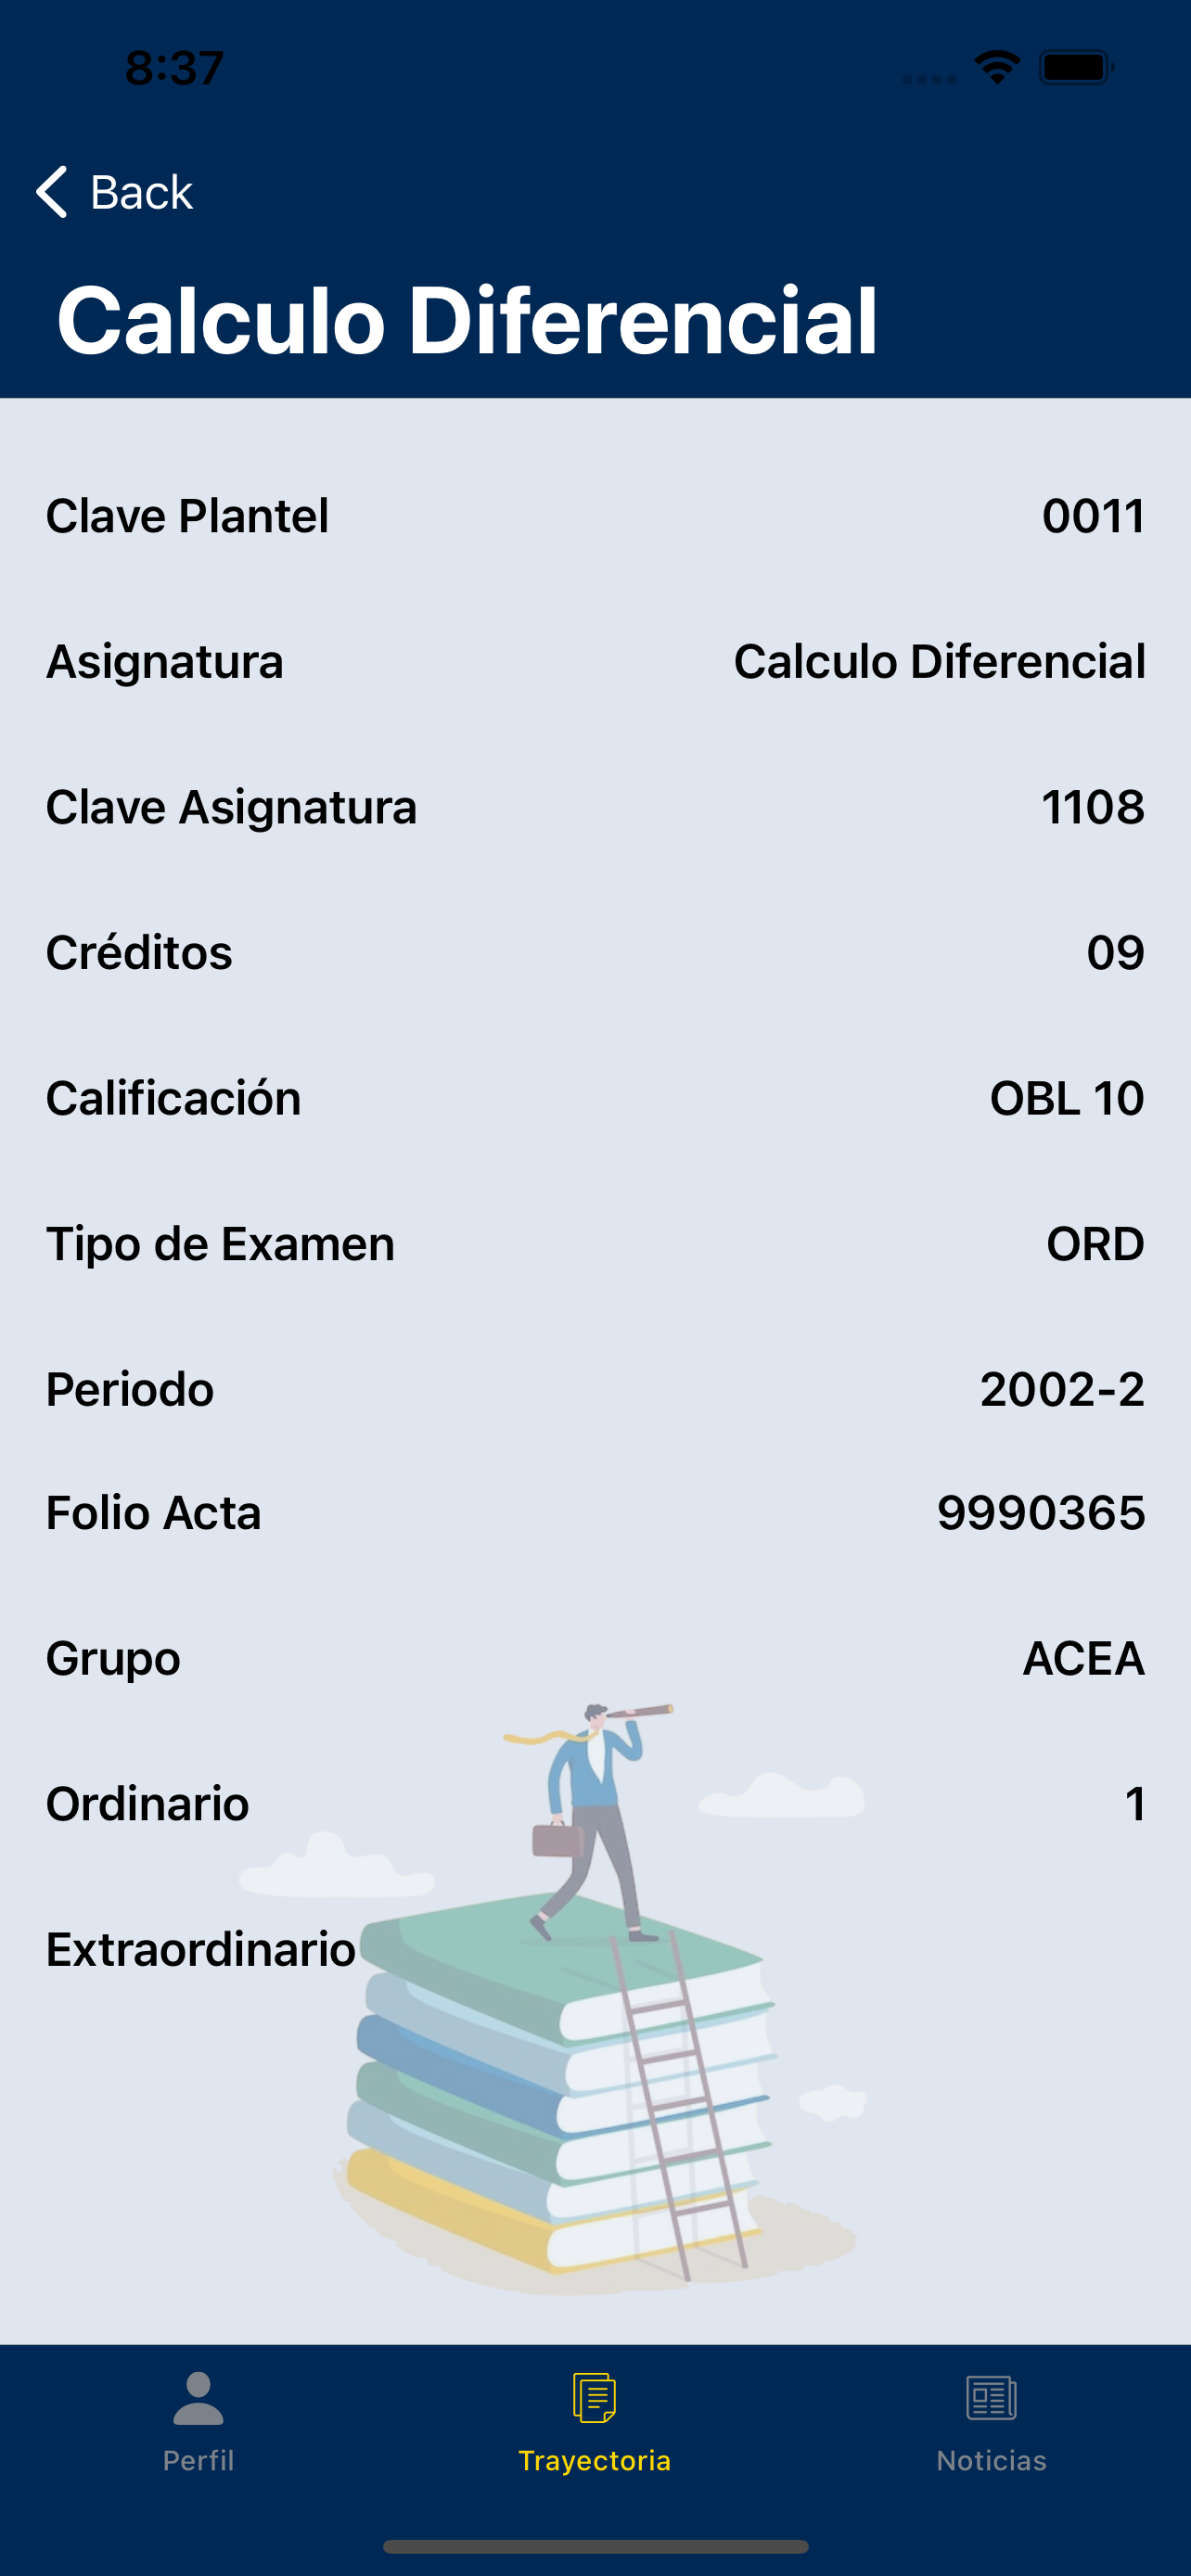 8:37
Back
Calculo Diferencial
Clave Plantel 0011
Asignatura Calculo Diferencial
Clave Asignatura 1108
Créditos 09
Calificación OBL 10
Tipo de Examen ORD
Periodo 2002-2
Folio Acta 9990365
Grupo ACEA
Ordinario 1
Extraordinario
Perfil Trayectoria Noticias